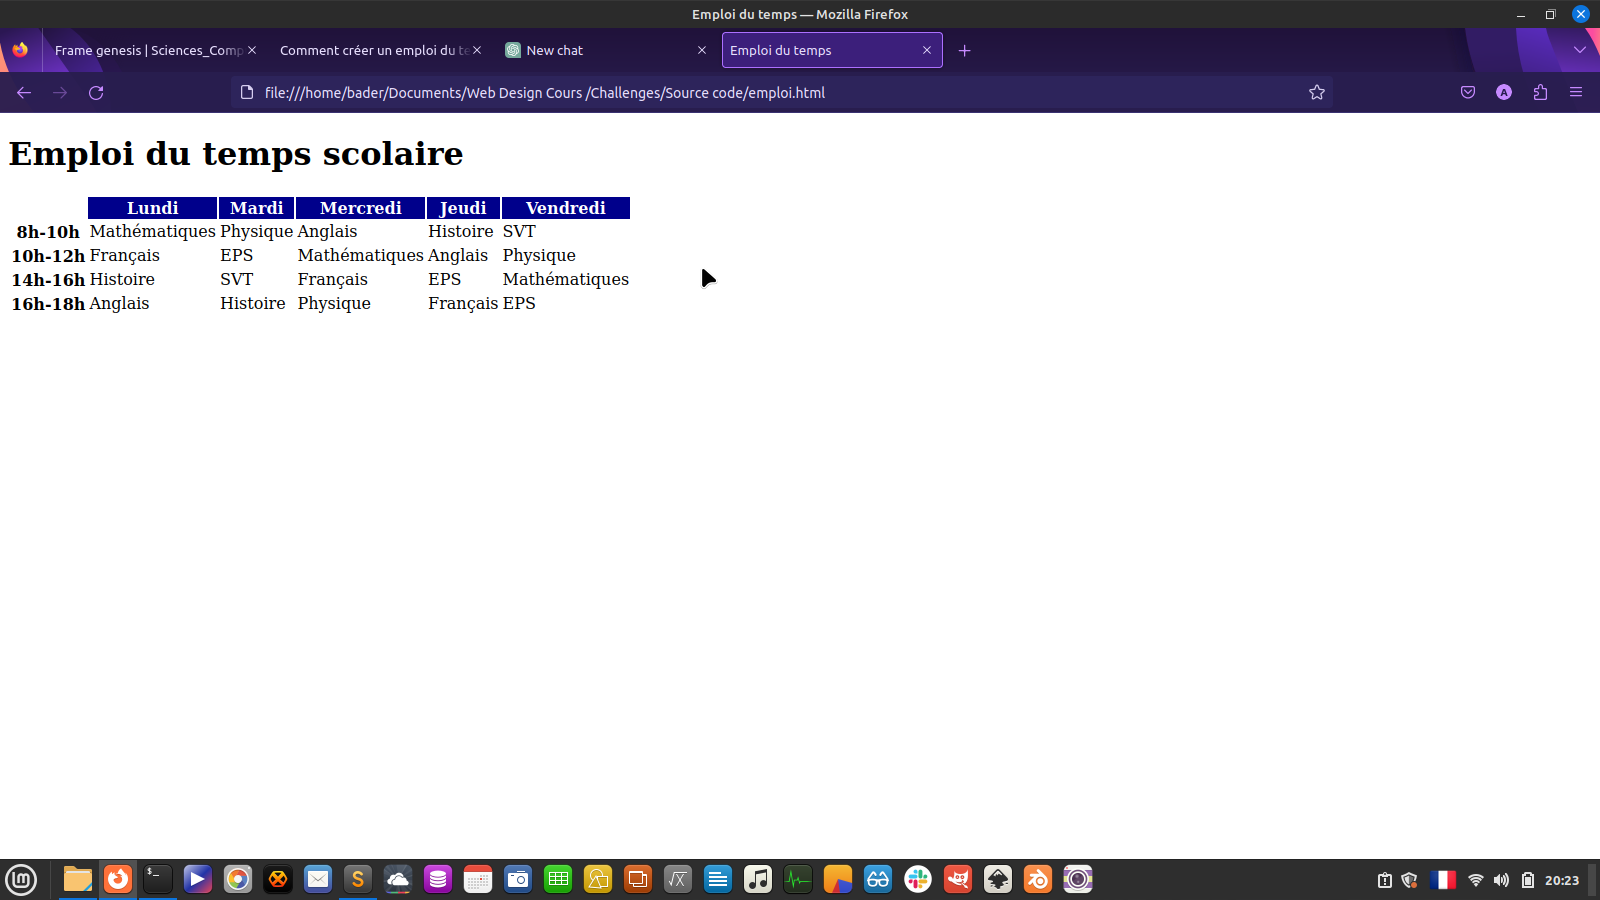 Emploi du temps — Mozilla Firefox
Frame genesis | Sciences_Comp
Comment créer un emploi du te
New chat
Emploi du temps
file:///home/bader/Documents/Web Design Cours /Challenges/Source code/emploi.html
A
Emploi du temps scolaire
Lundi Mardi Mercredi Jeudi Vendredi
8h-10h Mathématiques Physique Anglais Histoire SVT
10h-12h Français EPS Mathématiques Anglais Physique
14h-16h Histoire SVT Français EPS Mathématiques
16h-18h Anglais Histoire Physique Français EPS
20:23